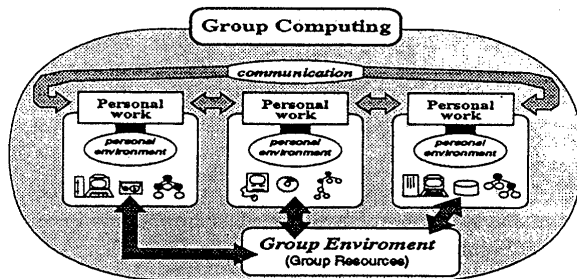 Group Computing
communication
Personal work
Personal work
Personal work
personal environment
personal environment
personal environment
Group Enviroment
(Group Resources)